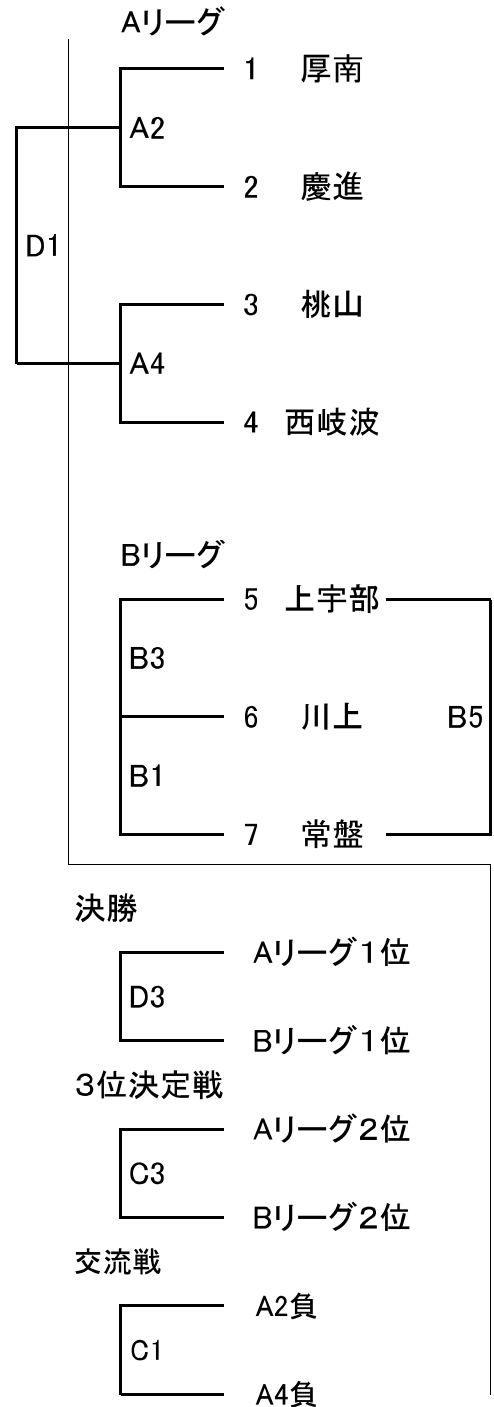 Aリーグ
1 厚南
A2
2 慶進
D1
3 桃山
A4
4 西岐波
Bリーグ
5 上宇部
B3
6 川上
B5
B1
7 常盤
決勝
Aリーグ１位
D3
Bリーグ１位
３位決定戦
Aリーグ２位
C3
Bリーグ２位
交流戦
A2負
C1
A4負